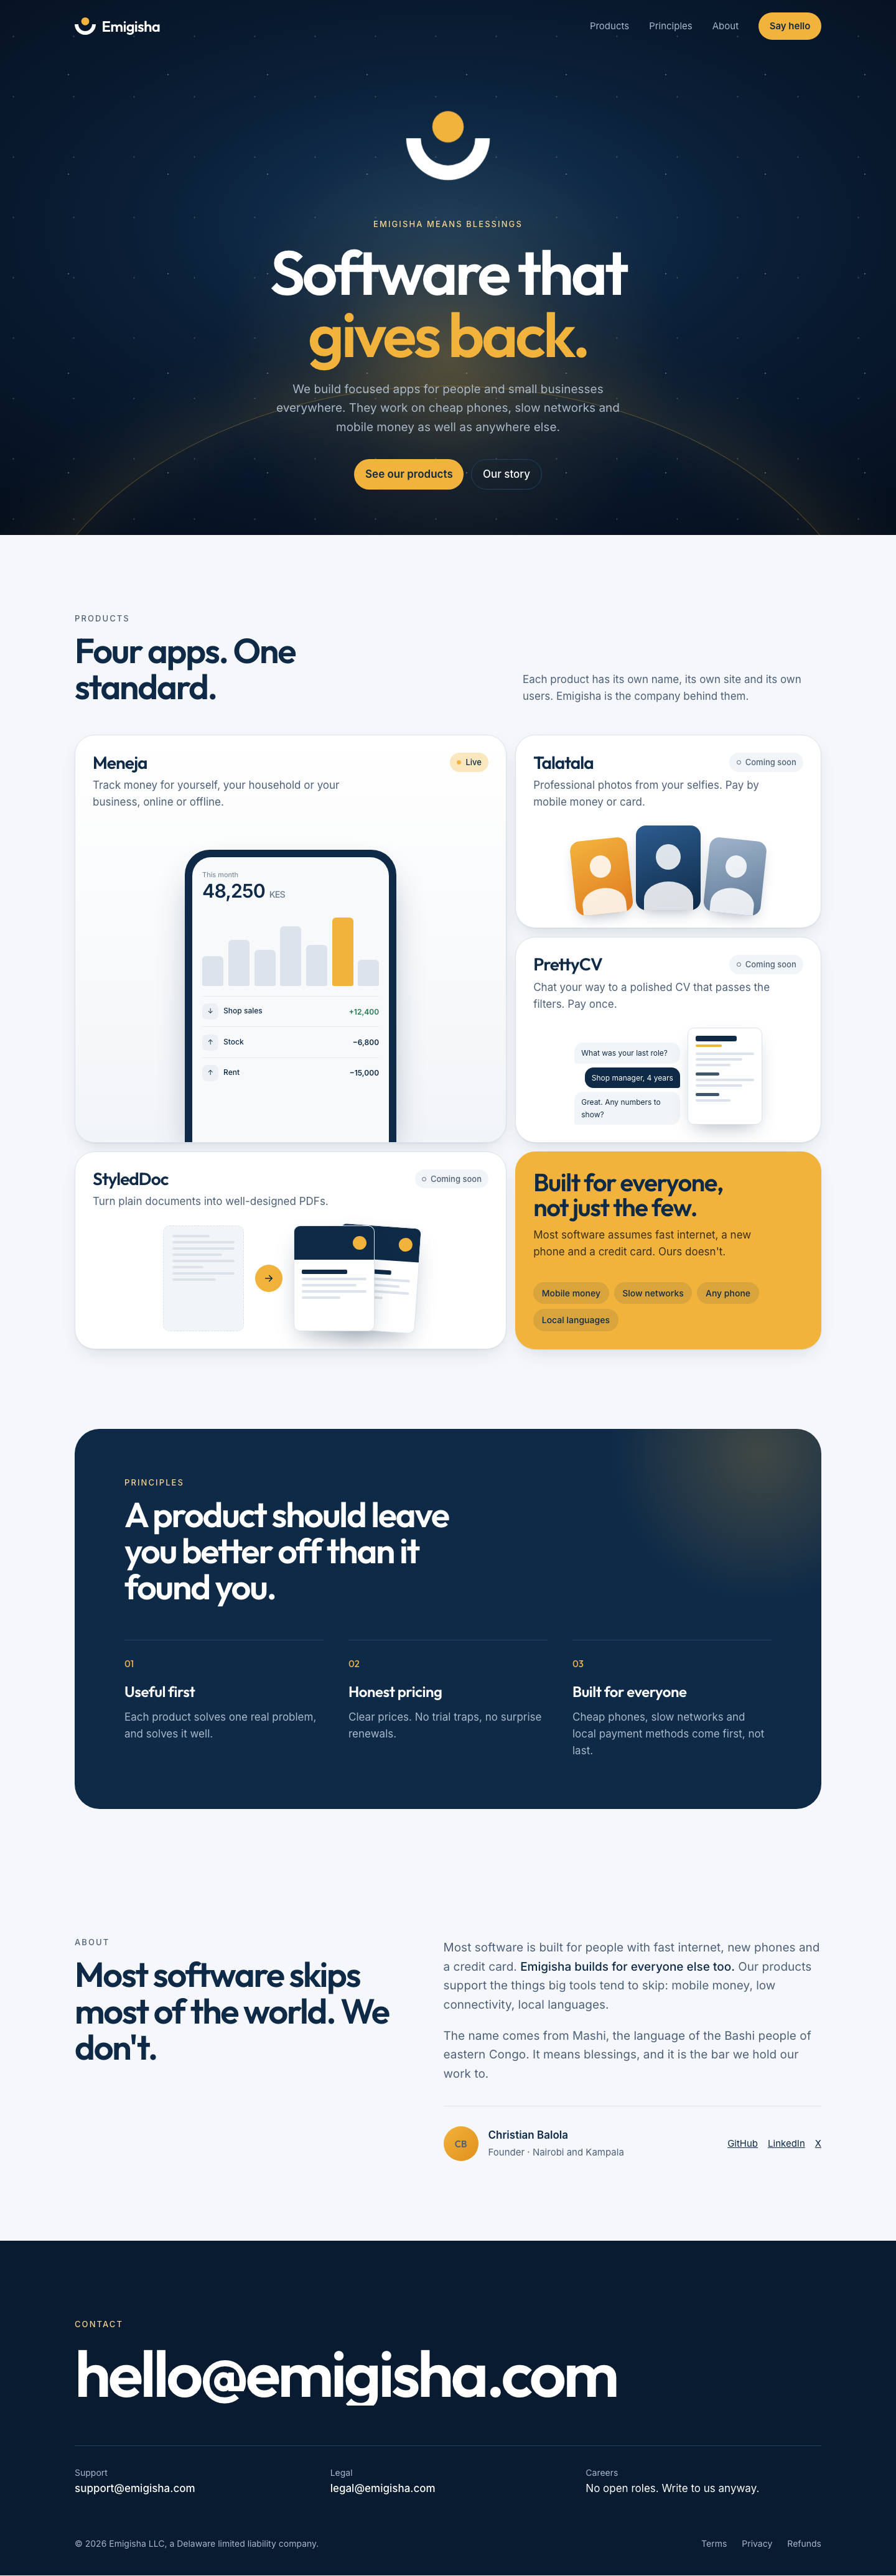 Emigisha
Products
Principles
About
Say hello
EMIGISHA MEANS BLESSINGS
Software that
gives back.
We build focused apps for people and small businesses
everywhere. They work on cheap phones, slow networks and
mobile money as well as anywhere else.
See our products
Our story
PRODUCTS
Four apps. One
standard.
Each product has its own name, its own site and its own
users. Emigisha is the company behind them.
Meneja
Live
Track money for yourself, your household or your
business, online or offline.
This month
48,250 KES
↓ Shop sales +12,400
↑ Stock −6,800
↑ Rent −15,000
Talatala
Coming soon
Professional photos from your selfies. Pay by
mobile money or card.
PrettyCV
Coming soon
Chat your way to a polished CV that passes the
filters. Pay once.
What was your last role?
Shop manager, 4 years
Great. Any numbers to
show?
StyledDoc
Coming soon
Turn plain documents into well-designed PDFs.
→
Built for everyone,
not just the few.
Most software assumes fast internet, a new
phone and a credit card. Ours doesn't.
Mobile money
Slow networks
Any phone
Local languages
PRINCIPLES
A product should leave
you better off than it
found you.
01
Useful first
Each product solves one real problem,
and solves it well.
02
Honest pricing
Clear prices. No trial traps, no surprise
renewals.
03
Built for everyone
Cheap phones, slow networks and
local payment methods come first, not
last.
ABOUT
Most software skips
most of the world. We
don't.
Most software is built for people with fast internet, new phones and
a credit card. Emigisha builds for everyone else too. Our products
support the things big tools tend to skip: mobile money, low
connectivity, local languages.
The name comes from Mashi, the language of the Bashi people of
eastern Congo. It means blessings, and it is the bar we hold our
work to.
CB
Christian Balola
Founder · Nairobi and Kampala
GitHub
LinkedIn
X
CONTACT
hello@emigisha.com
Support
support@emigisha.com
Legal
legal@emigisha.com
Careers
No open roles. Write to us anyway.
© 2026 Emigisha LLC, a Delaware limited liability company.
Terms
Privacy
Refunds